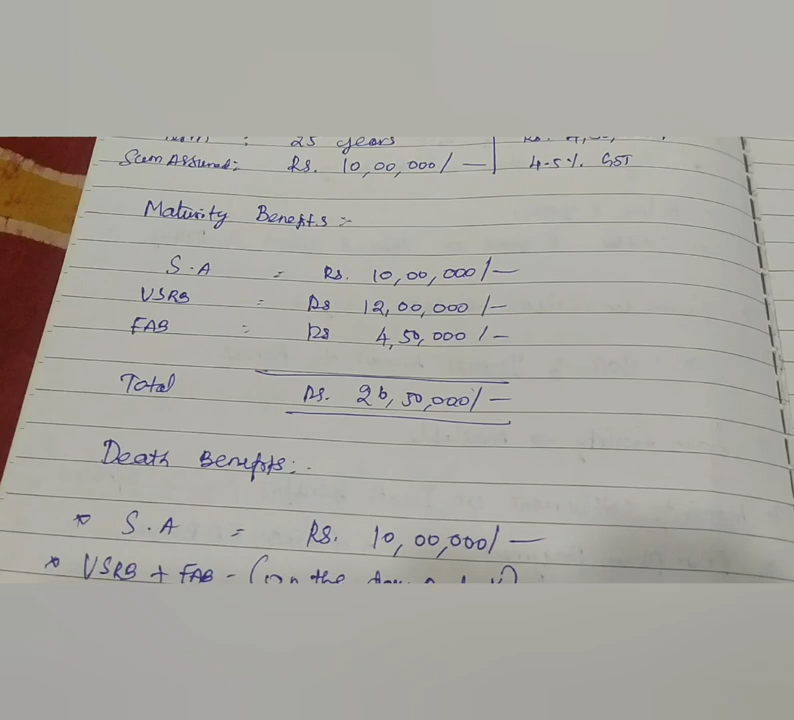 : 25 years
Sum Assured: Rs. 10,00,000/- | 4.5% GST
Maturity Benefits :-
S.A = Rs. 10,00,000/-
VSRB : Rs 12,00,000/-
FAB : Rs 4,50,000/-
Total Rs. 26,50,000/-
Death Benefits:-
* S.A = Rs. 10,00,000/-
* VSRB + FAB - (on the